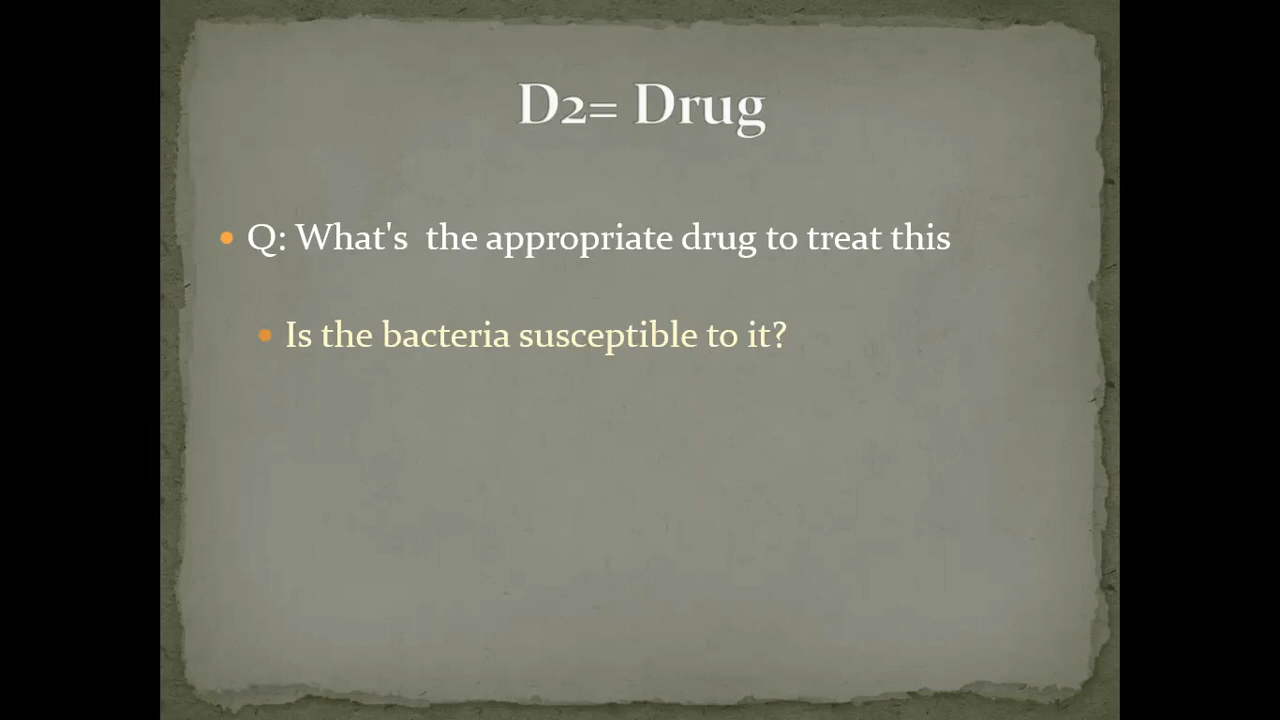 D2= Drug
Q: What's  the appropriate drug to treat this
Is the bacteria susceptible to it?